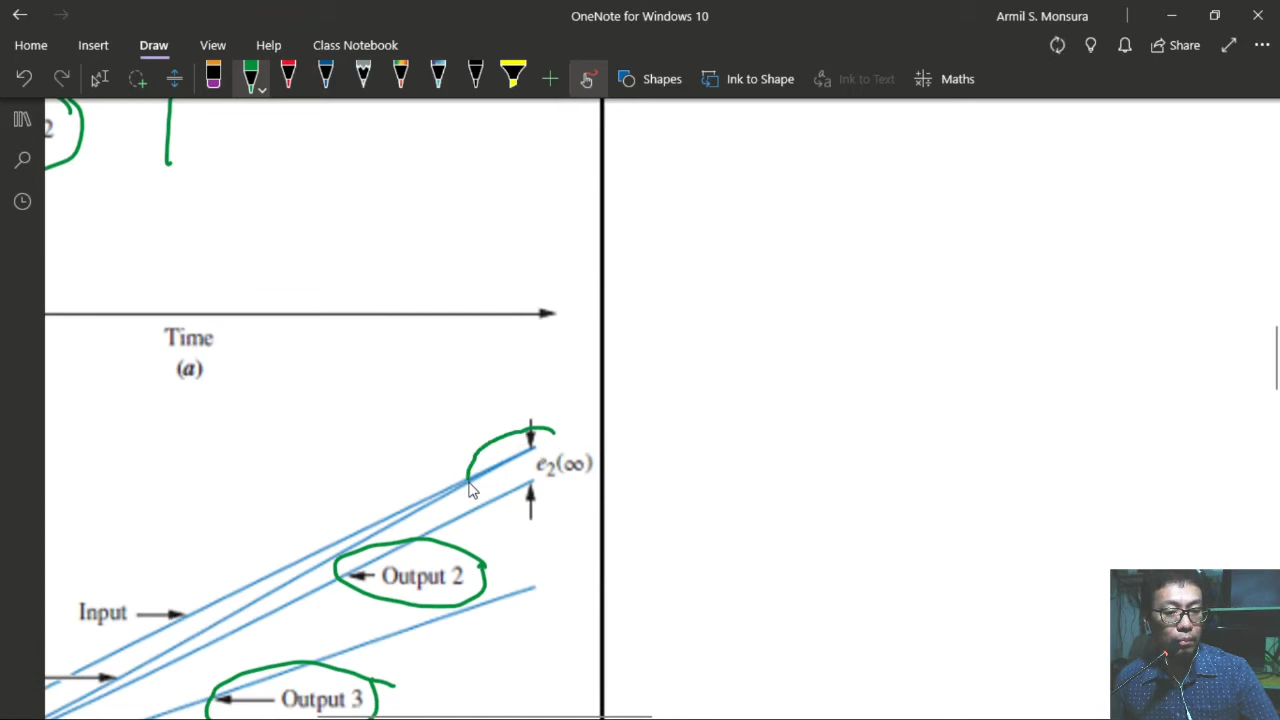 OneNote for Windows 10
Armil S. Monsura
Home Insert Draw View Help Class Notebook
Share
Shapes Ink to Shape Ink to Text Maths
2
Time
(a)
e2(∞)
Output 2
Input
Output 3